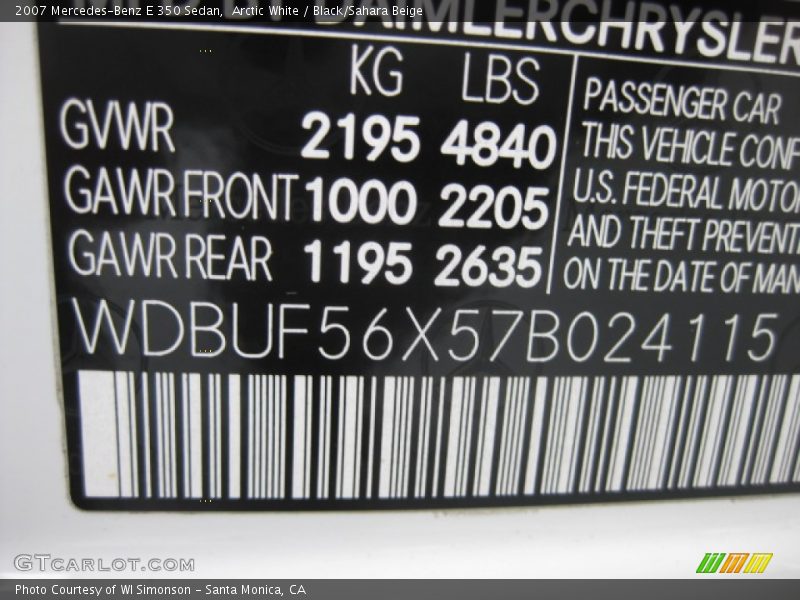 2007 Mercedes-Benz E 350 Sedan,  Arctic White / Black/Sahara Beige
DAIMLERCHRYSLER
KG LBS
GVWR 2195 4840
GAWR FRONT 1000 2205
GAWR REAR 1195 2635
PASSENGER CAR
THIS VEHICLE CONF
U.S. FEDERAL MOTO
AND THEFT PREVENT
ON THE DATE OF MAN
WDBUF56X57B024115
GTCARLOT.COM
Photo Courtesy of WI Simonson - Santa Monica, CA